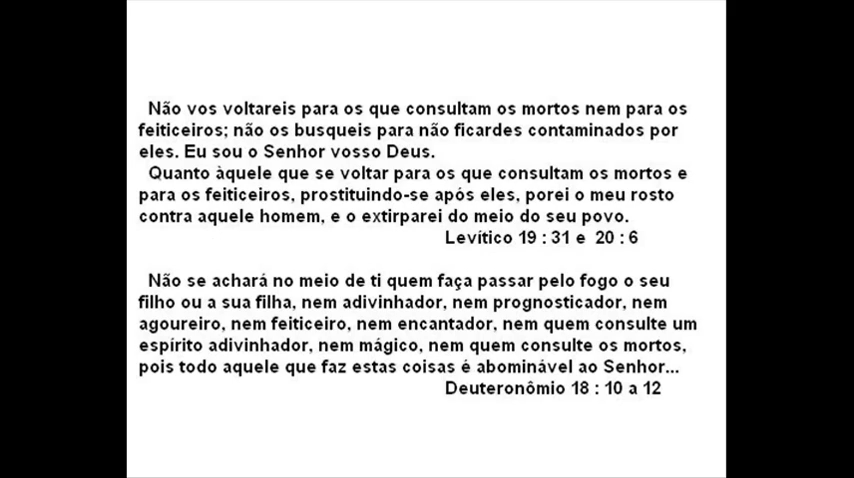 Não vos voltareis para os que consultam os mortos nem para os
feiticeiros; não os busqueis para não ficardes contaminados por
eles. Eu sou o Senhor vosso Deus.
Quanto àquele que se voltar para os que consultam os mortos e
para os feiticeiros, prostituindo-se após eles, porei o meu rosto
contra aquele homem, e o extirparei do meio do seu povo.
Levítico 19 : 31 e 20 : 6
Não se achará no meio de ti quem faça passar pelo fogo o seu
filho ou a sua filha, nem adivinhador, nem prognosticador, nem
agoureiro, nem feiticeiro, nem encantador, nem quem consulte um
espírito adivinhador, nem mágico, nem quem consulte os mortos,
pois todo aquele que faz estas coisas é abominável ao Senhor...
Deuteronômio 18 : 10 a 12